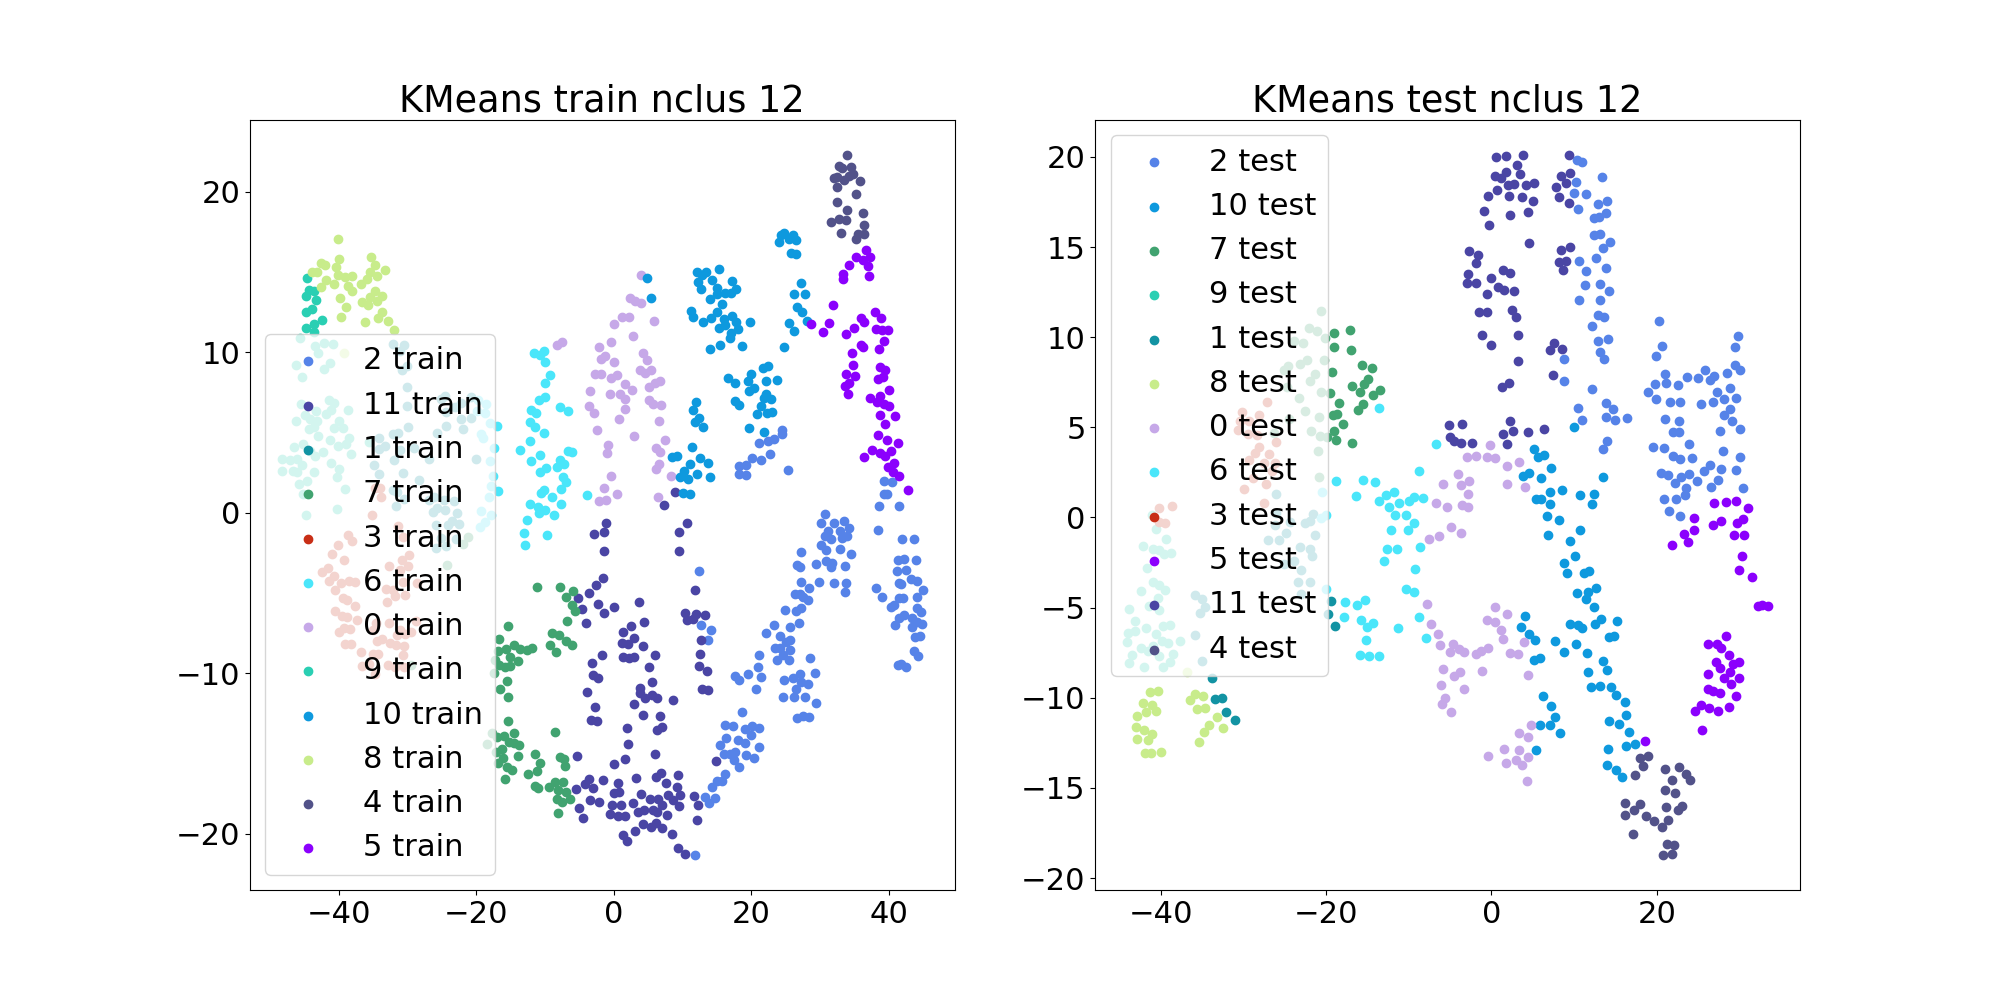 KMeans train nclus 12
20
10
0
−10
−20
−40
−20
0
20
40
2 train
11 train
1 train
7 train
3 train
6 train
0 train
9 train
10 train
8 train
4 train
5 train
KMeans test nclus 12
20
15
10
5
0
−5
−10
−15
−20
−40
−20
0
20
2 test
10 test
7 test
9 test
1 test
8 test
0 test
6 test
3 test
5 test
11 test
4 test